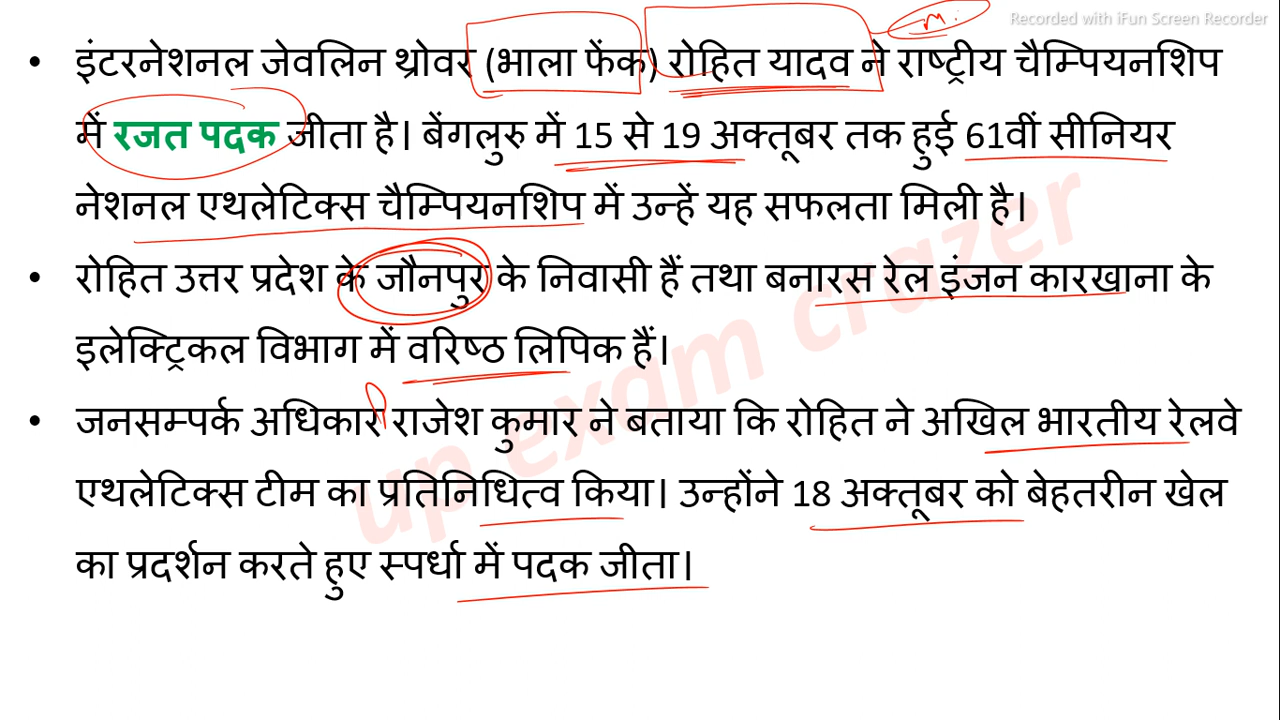 Recorded with iFun Screen Recorder
m.
• इंटरनेशनल जेवलिन थ्रोवर (भाला फेंक) रोहित यादव ने राष्ट्रीय चैम्पियनशिप
में रजत पदक जीता है। बेंगलुरु में 15 से 19 अक्तूबर तक हुई 61वीं सीनियर
नेशनल एथलेटिक्स चैम्पियनशिप में उन्हें यह सफलता मिली है।
• रोहित उत्तर प्रदेश के जौनपुर के निवासी हैं तथा बनारस रेल इंजन कारखाना के
इलेक्ट्रिकल विभाग में वरिष्ठ लिपिक हैं।
• जनसम्पर्क अधिकार राजेश कुमार ने बताया कि रोहित ने अखिल भारतीय रेलवे
एथलेटिक्स टीम का प्रतिनिधित्व किया। उन्होंने 18 अक्तूबर को बेहतरीन खेल
का प्रदर्शन करते हुए स्पर्धा में पदक जीता।
up exam crazer